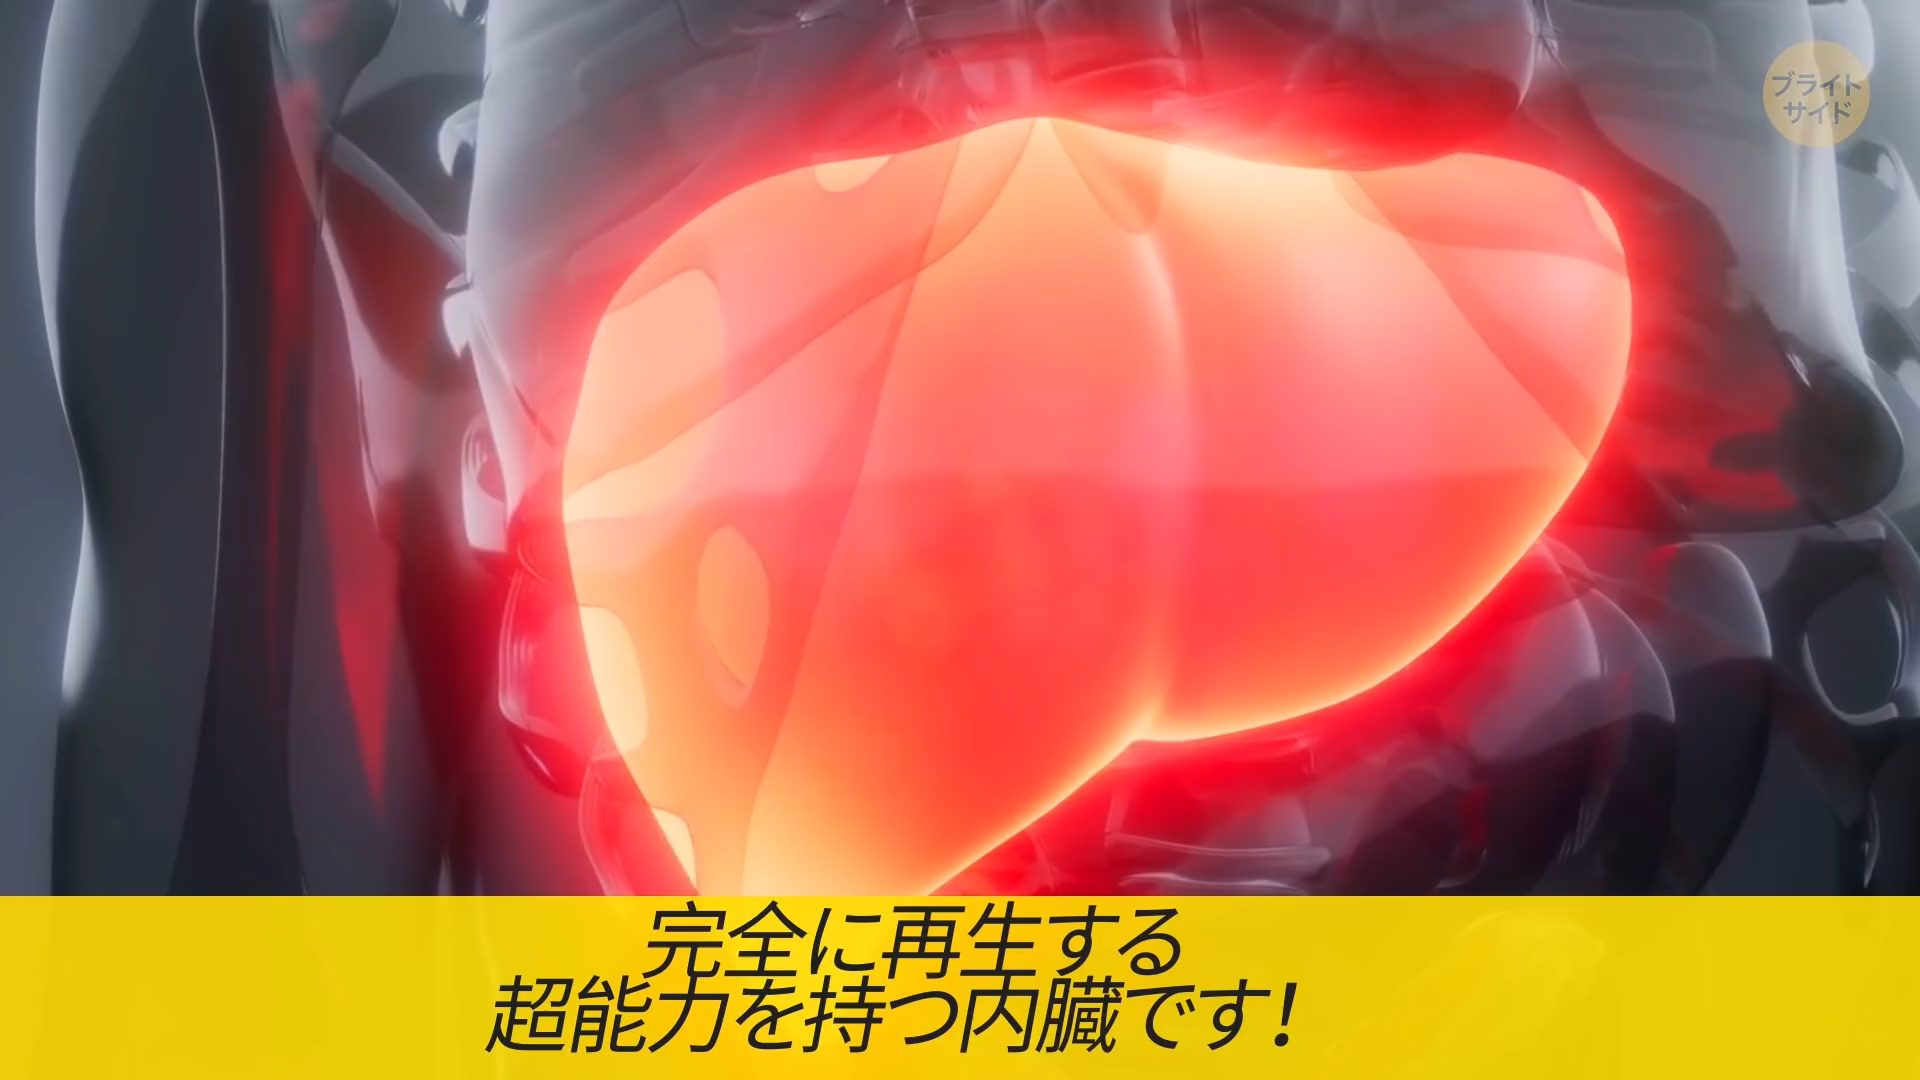 ブライト
サイド
完全に再生する
超能力を持つ内臓です!